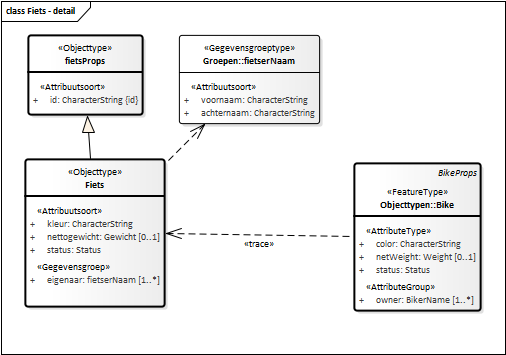 class Fiets - detail
«Objecttype»
fietsProps
«Attribuutsoort»
+ id: CharacterString {id}
«Gegevensgroeptype»
Groepen::fietserNaam
«Attribuutsoort»
+ voornaam: CharacterString
+ achternaam: CharacterString
«Objecttype»
Fiets
«Attribuutsoort»
+ kleur: CharacterString
+ nettogewicht: Gewicht [0..1]
+ status: Status
«Gegevensgroep»
+ eigenaar: fietserNaam [1..*]
«trace»
BikeProps
«FeatureType»
Objecttypen::Bike
«AttributeType»
+ color: CharacterString
+ netWeight: Weight [0..1]
+ status: Status
«AttributeGroup»
+ owner: BikerName [1..*]